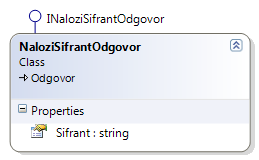 INaloziSifrantOdgovor
NaloziSifrantOdgovor
Class
Odgovor
Properties
Sifrant : string